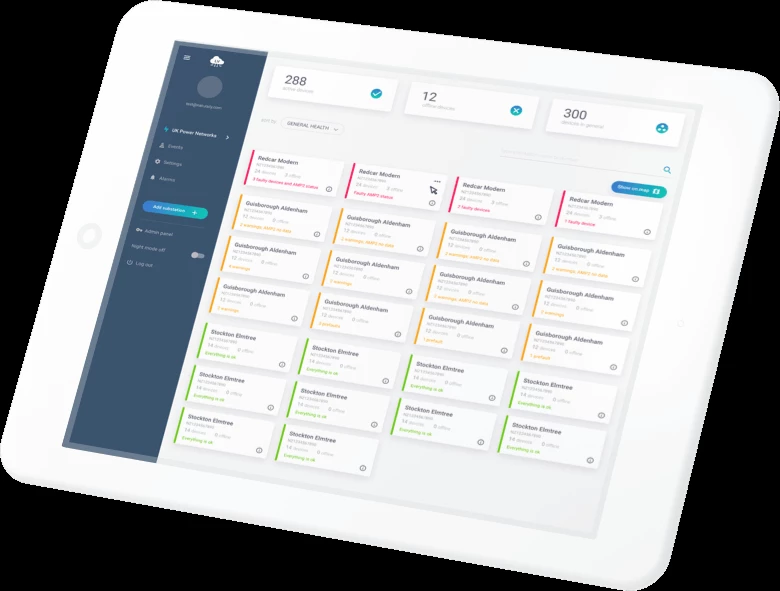 288
active devices
12
offline devices
300
devices in general
UK Power Networks
Events
Settings
Alarms
Add substation
Admin panel
Night mode off
Log out
SORT BY:
GENERAL HEALTH
Show on map
Redcar Modern
24 devices 0 offline
2 faulty devices and AMP2 status
Redcar Modern
24 devices 0 offline
Faulty AMP2 status
Redcar Modern
24 devices 0 offline
2 faulty devices
Redcar Modern
24 devices 0 offline
1 faulty device
Guisborough Aldenham
12 devices 0 offline
2 warnings, AMP2 no data
Guisborough Aldenham
12 devices 0 offline
2 warnings, AMP2 no data
Guisborough Aldenham
12 devices 0 offline
2 warnings, AMP2 no data
Guisborough Aldenham
12 devices 0 offline
2 warnings, AMP2 no data
Guisborough Aldenham
12 devices 0 offline
4 warnings
Guisborough Aldenham
12 devices 0 offline
2 warnings
Guisborough Aldenham
12 devices 0 offline
2 warnings, AMP2 no data
Guisborough Aldenham
12 devices 0 offline
2 warnings
Guisborough Aldenham
12 devices 0 offline
2 warnings
Guisborough Aldenham
12 devices 0 offline
Guisborough Aldenham
12 devices 0 offline
Guisborough Aldenham
12 devices 0 offline
Stockton Elmtree
14 devices 0 offline
Everything is ok
Stockton Elmtree
14 devices 0 offline
Everything is ok
Stockton Elmtree
14 devices 0 offline
Everything is ok
Stockton Elmtree
14 devices 0 offline
Everything is ok
Stockton Elmtree
14 devices 0 offline
Everything is ok
Stockton Elmtree
14 devices 0 offline
Everything is ok
Stockton Elmtree
14 devices 0 offline
Everything is ok
Stockton Elmtree
14 devices 0 offline
Everything is ok
Stockton Elmtree
14 devices 0 offline
Everything is ok
Stockton Elmtree
14 devices 0 offline
Everything is ok